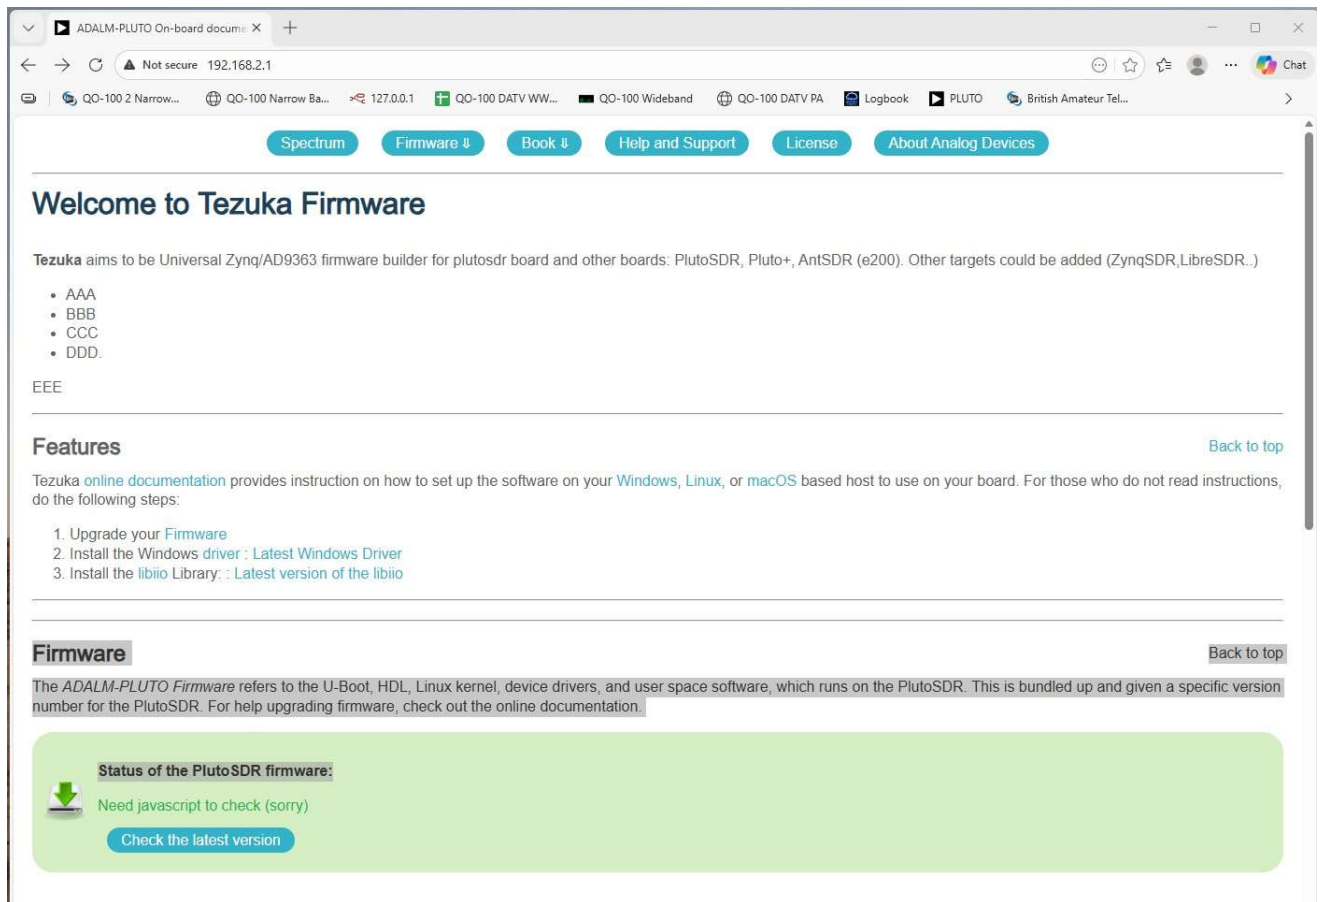 ADALM-PLUTO On-board docume
Not secure 192.168.2.1
Chat
QO-100 2 Narrow... QO-100 Narrow Ba... 127.0.0.1 QO-100 DATV WW... QO-100 Wideband QO-100 DATV PA Logbook PLUTO British Amateur Tel...
Spectrum Firmware ⇓ Book ⇓ Help and Support License About Analog Devices
Welcome to Tezuka Firmware
Tezuka aims to be Universal Zynq/AD9363 firmware builder for plutosdr board and other boards: PlutoSDR, Pluto+, AntSDR (e200). Other targets could be added (ZynqSDR,LibreSDR..)
• AAA
• BBB
• CCC
• DDD.
EEE
Features Back to top
Tezuka online documentation provides instruction on how to set up the software on your Windows, Linux, or macOS based host to use on your board. For those who do not read instructions,
do the following steps:
1. Upgrade your Firmware
2. Install the Windows driver : Latest Windows Driver
3. Install the libiio Library: : Latest version of the libiio
Firmware Back to top
The ADALM-PLUTO Firmware refers to the U-Boot, HDL, Linux kernel, device drivers, and user space software, which runs on the PlutoSDR. This is bundled up and given a specific version
number for the PlutoSDR. For help upgrading firmware, check out the online documentation.
Status of the PlutoSDR firmware:
Need javascript to check (sorry)
Check the latest version